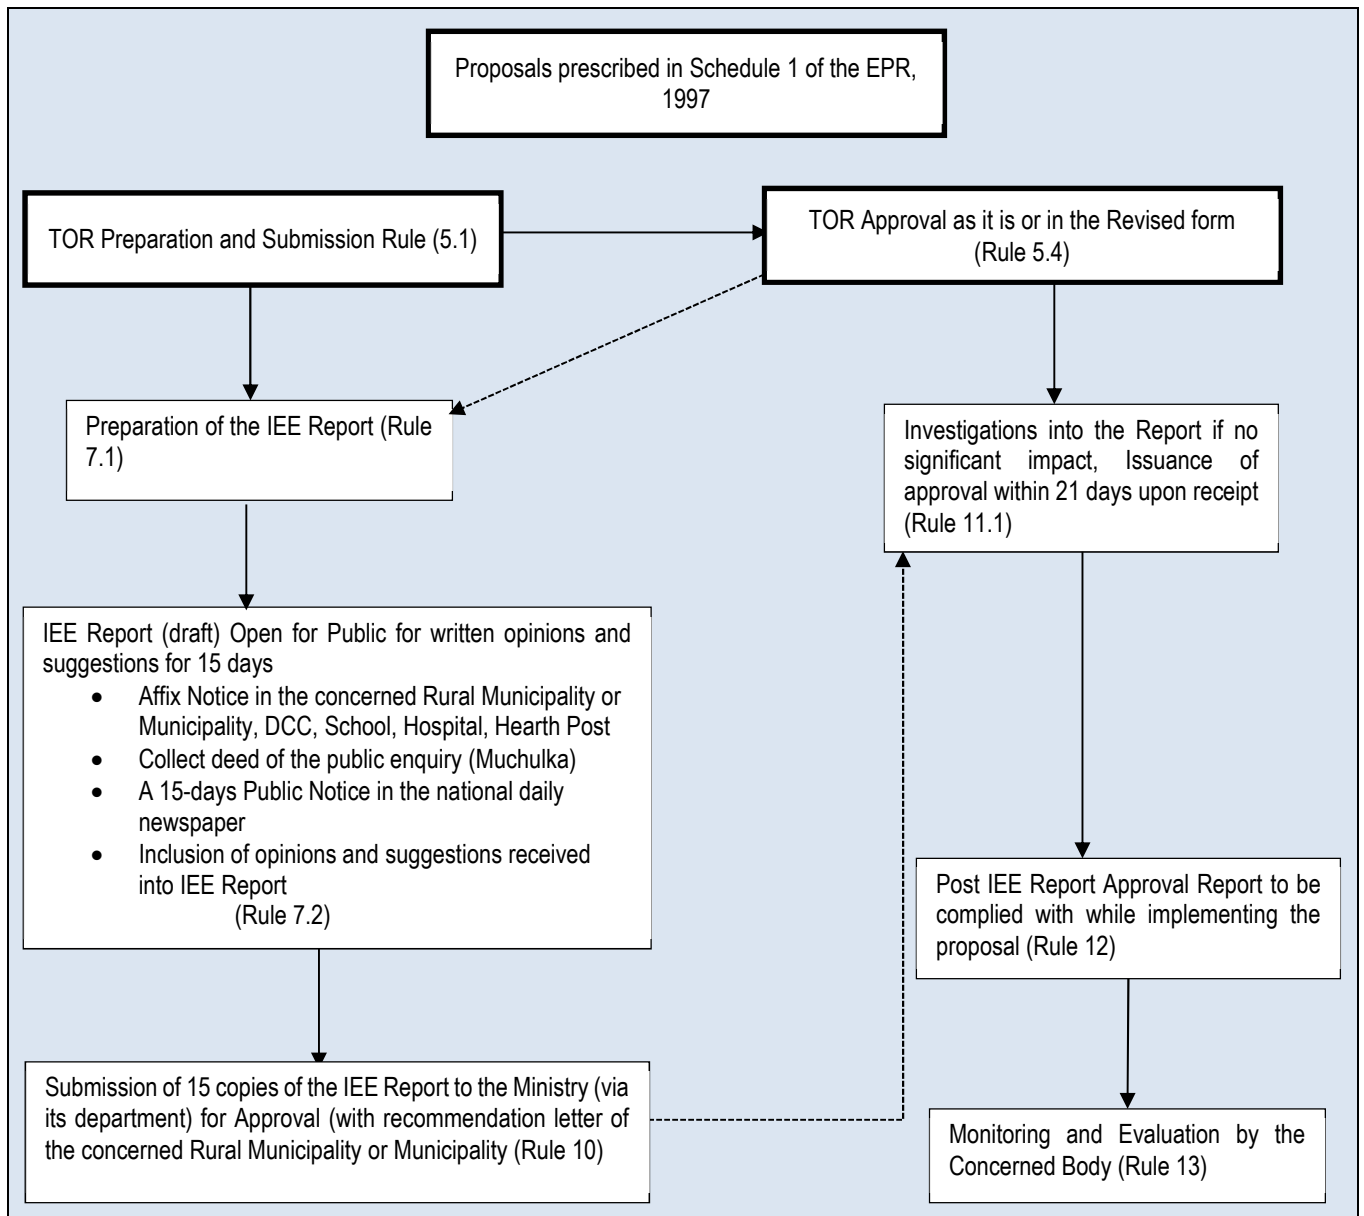 Proposals prescribed in Schedule 1 of the EPR,
1997
TOR Preparation and Submission Rule (5.1)
TOR Approval as it is or in the Revised form
(Rule 5.4)
Preparation of the IEE Report (Rule
7.1)
Investigations into the Report if no
significant impact, Issuance of
approval within 21 days upon receipt
(Rule 11.1)
IEE Report (draft) Open for Public for written opinions and
suggestions for 15 days
• Affix Notice in the concerned Rural Municipality or
Municipality, DCC, School, Hospital, Hearth Post
• Collect deed of the public enquiry (Muchulka)
• A 15-days Public Notice in the national daily
newspaper
• Inclusion of opinions and suggestions received
into IEE Report
(Rule 7.2)
Post IEE Report Approval Report to be
complied with while implementing the
proposal (Rule 12)
Submission of 15 copies of the IEE Report to the Ministry (via
its department) for Approval (with recommendation letter of
the concerned Rural Municipality or Municipality (Rule 10)
Monitoring and Evaluation by the
Concerned Body (Rule 13)